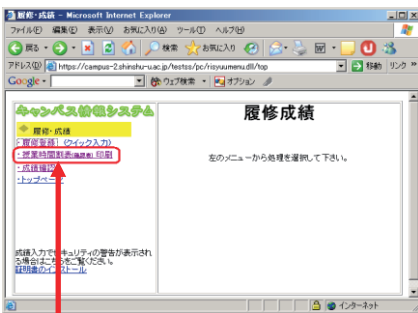 履修・成績 - Microsoft Internet Explorer
ファイル(F) 編集(E) 表示(V) お気に入り(A) ツール(T) ヘルプ(H)
戻る 検索 お気に入り
アドレス(D) https://campus-2.shinshu-u.ac.jp/testss/pc/risyuumenu.dll/top 移動 リンク »
Google ウェブ検索 オプション
キャンパス情報システム
履修・成績
・履修登録1 (クイック入力)
・授業時間割表(確認表) 印刷
・成績確認
・トップページ
成績入力でセキュリティの警告が表示され
る場合はこちらをご覧ください。
証明書のインストール
履修成績
左のメニューから処理を選択して下さい。
インターネット